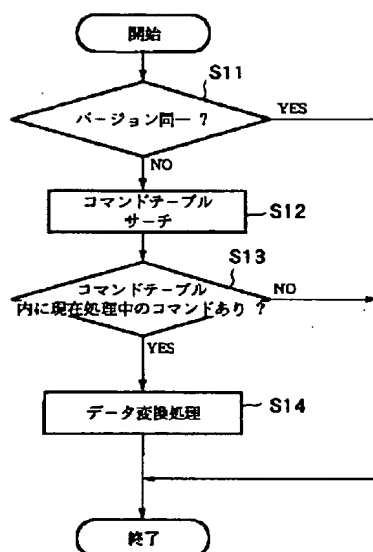 開始
S11
バージョン同一 ?
YES
NO
コマンドテーブル
サーチ
S12
S13
コマンドテーブル
内に現在処理中のコマンドあり ?
NO
YES
データ変換処理
S14
終了